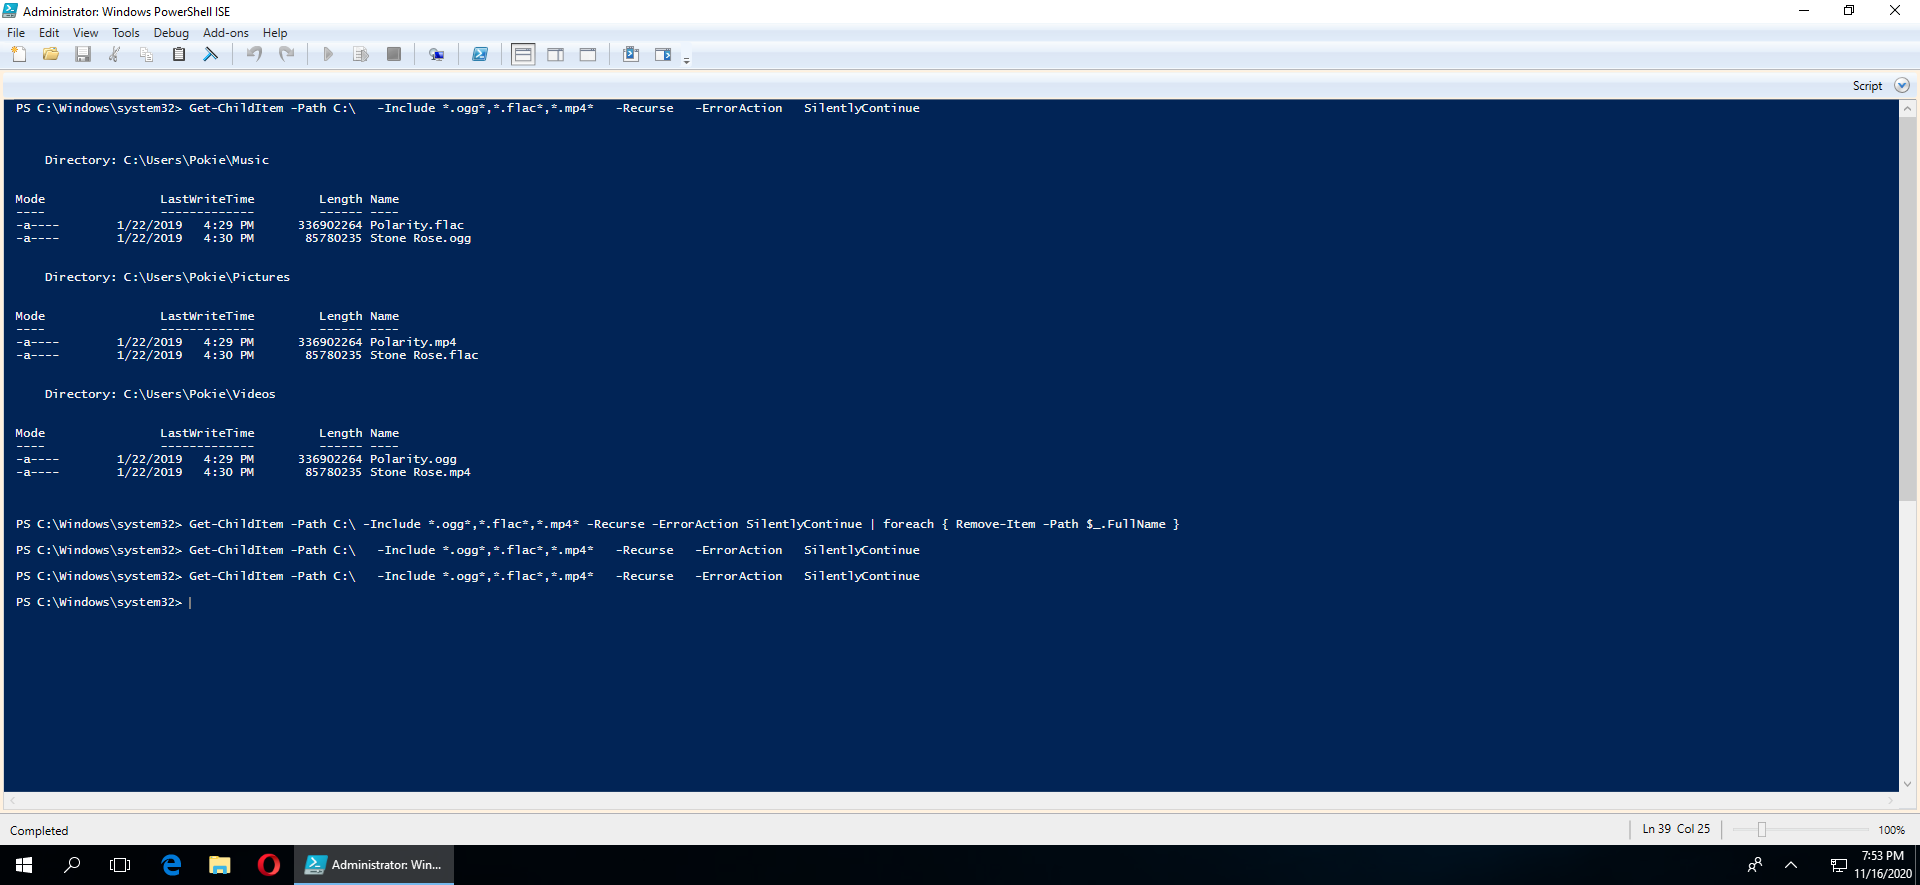 Administrator: Windows PowerShell ISE
File Edit View Tools Debug Add-ons Help
Script
PS C:\Windows\system32> Get-ChildItem -Path C:\   -Include *.ogg*,*.flac*,*.mp4*   -Recurse   -ErrorAction   SilentlyContinue
Directory: C:\Users\Pokie\Music
Mode                LastWriteTime         Length Name
----                -------------         ------ ----
-a----        1/22/2019   4:29 PM      336902264 Polarity.flac
-a----        1/22/2019   4:30 PM       85780235 Stone Rose.ogg
Directory: C:\Users\Pokie\Pictures
Mode                LastWriteTime         Length Name
----                -------------         ------ ----
-a----        1/22/2019   4:29 PM      336902264 Polarity.mp4
-a----        1/22/2019   4:30 PM       85780235 Stone Rose.flac
Directory: C:\Users\Pokie\Videos
Mode                LastWriteTime         Length Name
----                -------------         ------ ----
-a----        1/22/2019   4:29 PM      336902264 Polarity.ogg
-a----        1/22/2019   4:30 PM       85780235 Stone Rose.mp4
PS C:\Windows\system32> Get-ChildItem -Path C:\ -Include *.ogg*,*.flac*,*.mp4* -Recurse -ErrorAction SilentlyContinue | foreach { Remove-Item -Path $_.FullName }
PS C:\Windows\system32> Get-ChildItem -Path C:\   -Include *.ogg*,*.flac*,*.mp4*   -Recurse   -ErrorAction   SilentlyContinue
PS C:\Windows\system32> Get-ChildItem -Path C:\   -Include *.ogg*,*.flac*,*.mp4*   -Recurse   -ErrorAction   SilentlyContinue
PS C:\Windows\system32>
Completed
Ln 39 Col 25
100%
Administrator: Win...
7:53 PM
11/16/2020